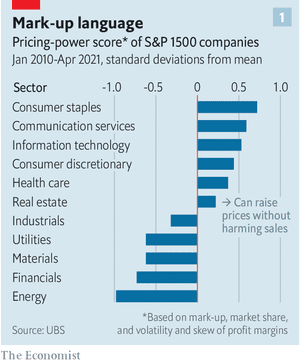 Mark-up language
1
Pricing-power score* of S&P 1500 companies
Jan 2010-Apr 2021, standard deviations from mean
Sector
-1.0 -0.5 0 0.5 1.0
Consumer staples
Communication services
Information technology
Consumer discretionary
Health care
Real estate
→ Can raise
prices without
harming sales
Industrials
Utilities
Materials
Financials
Energy
*Based on mark-up, market share,
Source: UBS
and volatility and skew of profit margins
The Economist